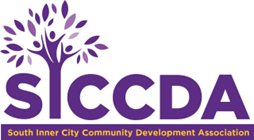 SICCDA
South Inner City Community Development Association